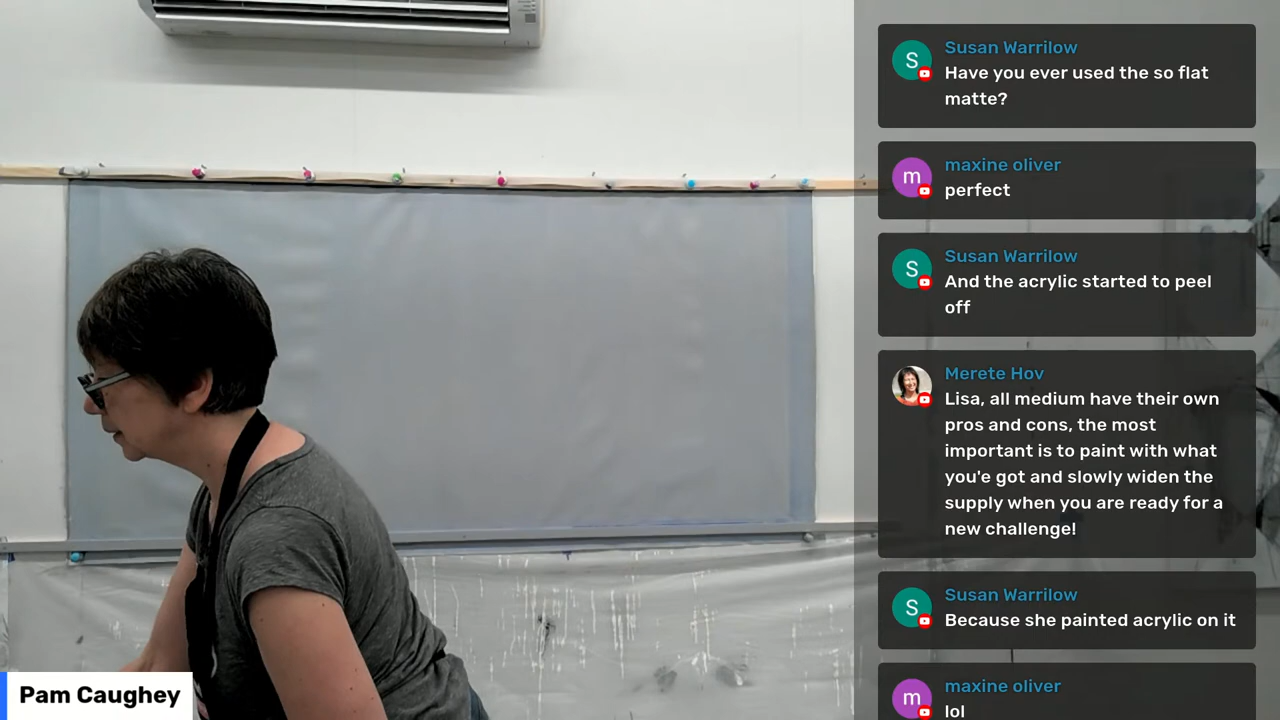 Susan Warrilow
Have you ever used the so flat
matte?
maxine oliver
perfect
Susan Warrilow
And the acrylic started to peel
off
Merete Hov
Lisa, all medium have their own
pros and cons, the most
important is to paint with what
you'e got and slowly widen the
supply when you are ready for a
new challenge!
Susan Warrilow
Because she painted acrylic on it
maxine oliver
lol
Pam Caughey
S
m
S
S
m